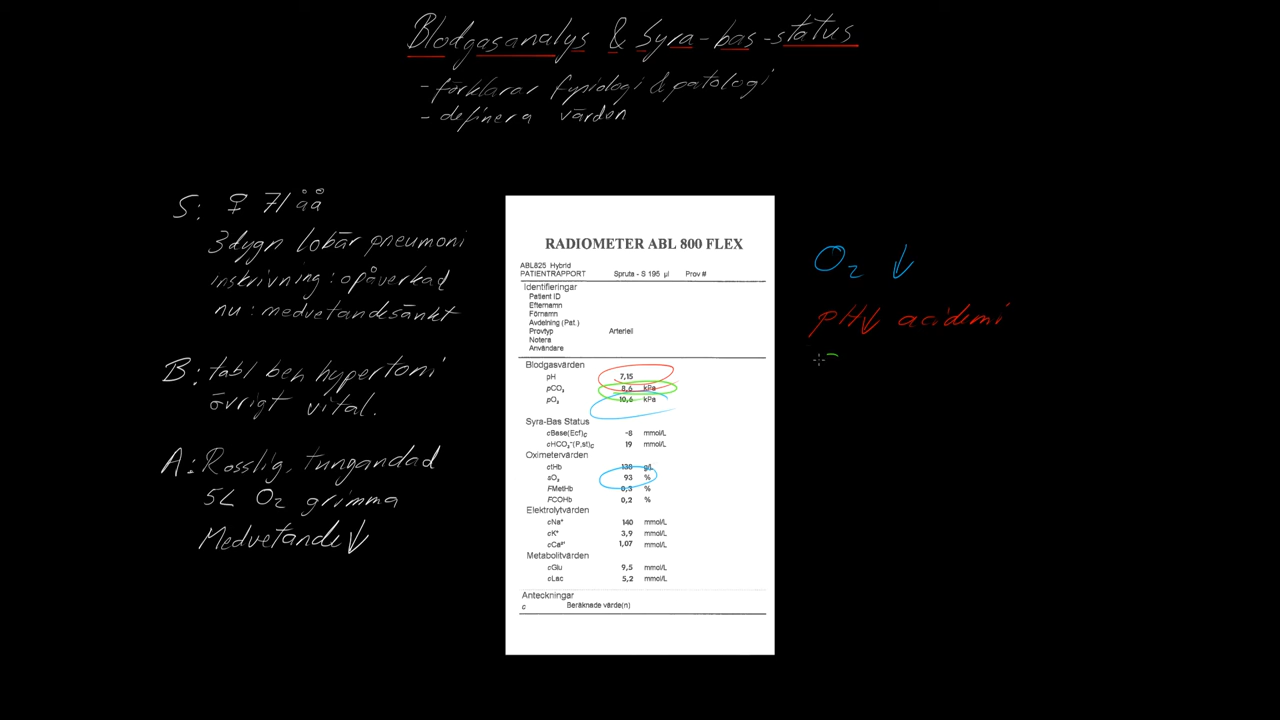 Blodgasanalys & Syra-bas-status
- förklarar fysiologi & patologi
- definera värden
S: ♀ 71 åå
3 dygn lobär pneumoni
inskrivning: opåverkad
nu: medvetandesänkt
B: tabl beh hypertoni
övrigt vital.
A: Rosslig, tungandad
5L O2 grimma
Medvetande↓
RADIOMETER ABL 800 FLEX
ABL825 Hybrid
PATIENTRAPPORT Spruta - S 195 µl Prov #
Identifieringar
Patient ID
Efternamn
Förnamn
Avdelning (Pat.)
Provtyp Arteriell
Notera
Användare
Blodgasvärden
pH 7,15
pCO2 8,6 kPa
pO2 10,6 kPa
Syra-Bas Status
cBase(Ecf)c -8 mmol/L
cHCO3-(P,st)c 19 mmol/L
Oximetervärden
ctHb 138 g/L
sO2 93 %
FMetHb 0,3 %
FCOHb 0,2 %
Elektrolytvärden
cNa+ 140 mmol/L
cK+ 3,9 mmol/L
cCa2+ 1,07 mmol/L
Metabolitvärden
cGlu 9,5 mmol/L
cLac 5,2 mmol/L
Anteckningar
c Beräknade värde(n)
O2 ↓
pH↓ acidemi